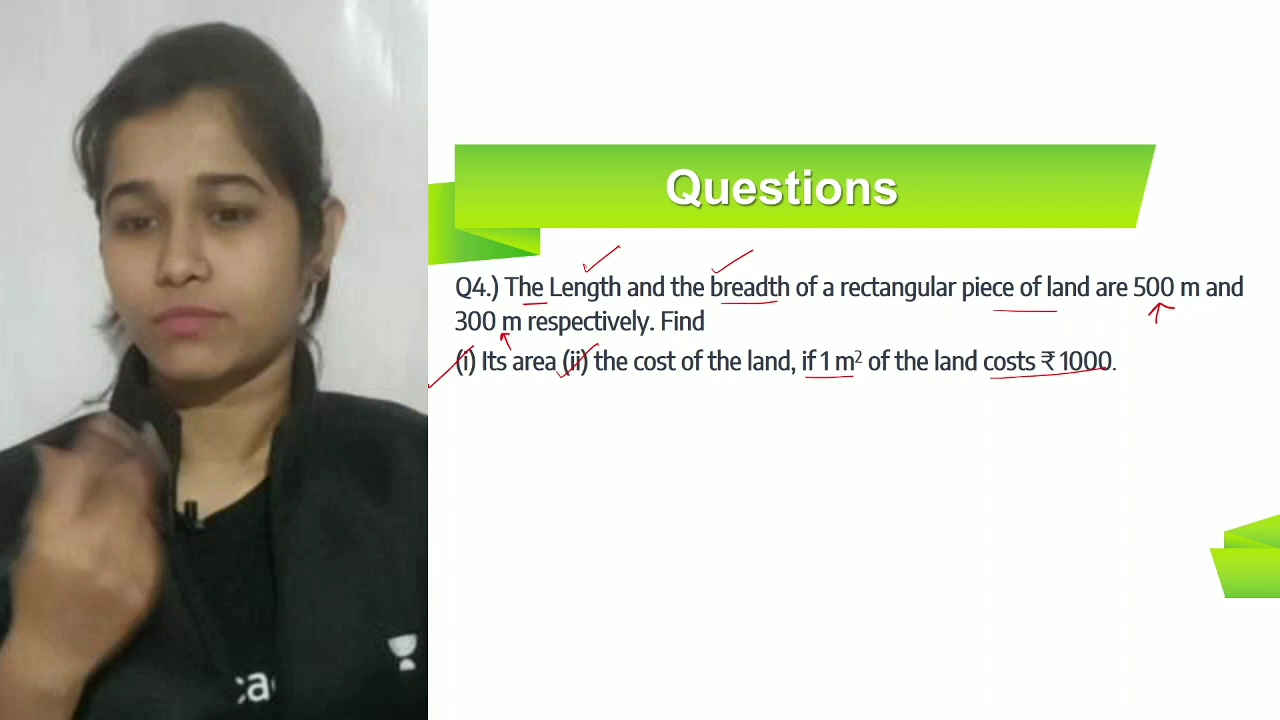 Questions
Q4.) The Length and the breadth of a rectangular piece of land are 500 m and
300 m respectively. Find
(i) Its area (ii) the cost of the land, if 1 m² of the land costs ₹ 1000.